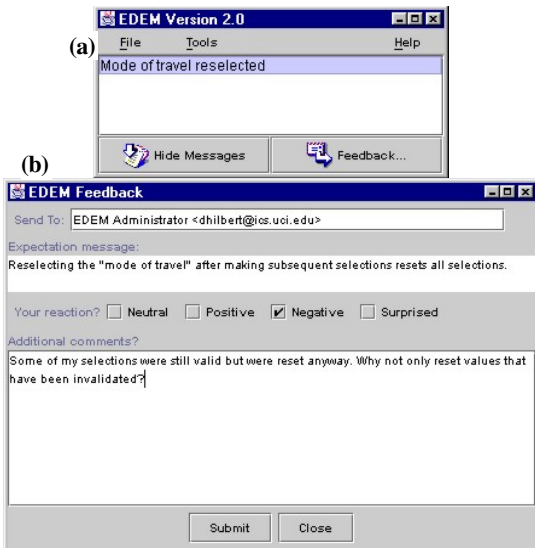 EDEM Version 2.0
(a)
File Tools Help
Mode of travel reselected
Hide Messages Feedback...
(b)
EDEM Feedback
Send To: EDEM Administrator <dhilbert@ics.uci.edu>
Expectation message:
Reselecting the "mode of travel" after making subsequent selections resets all selections.
Your reaction? Neutral Positive Negative Surprised
Additional comments?
Some of my selections were still valid but were reset anyway. Why not only reset values that
have been invalidated?
Submit Close